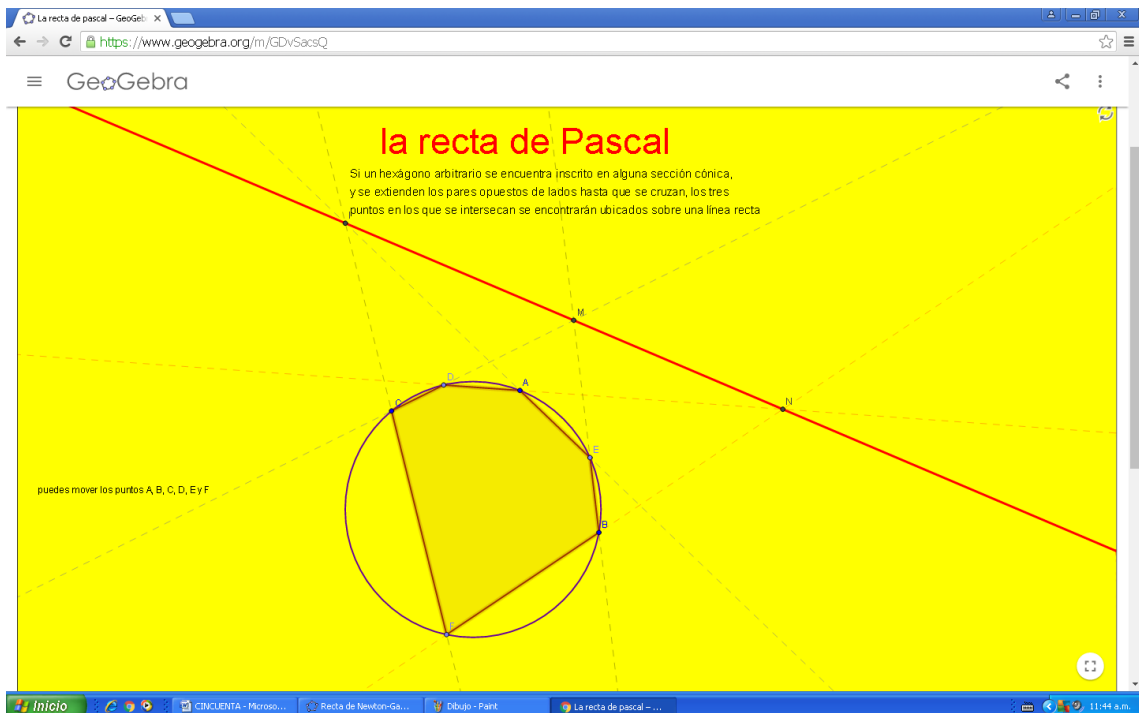 La recta de pascal – GeoGeb
https://www.geogebra.org/m/GDvSacsQ
GeoGebra
la recta de Pascal
Si un hexágono arbitrario se encuentra inscrito en alguna sección cónica,
y se extienden los pares opuestos de lados hasta que se cruzan, los tres
puntos en los que se intersecan se encontrarán ubicados sobre una línea recta
M
D
A
C
N
E
puedes mover los puntos A, B, C, D, E y F
B
F
Inicio
CINCUENTA - Microso...
Recta de Newton-Ga...
Dibujo - Paint
La recta de pascal – ...
11:44 a.m.